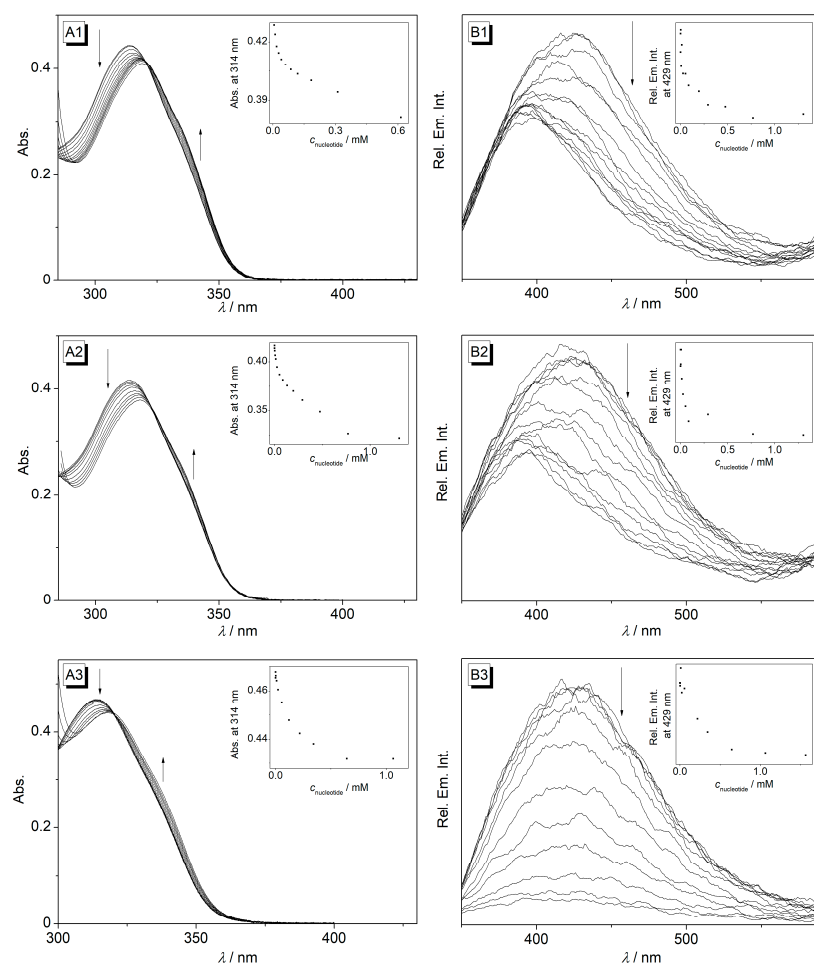 A1
Abs.
0.4
0.2
0
300
350
400
λ / nm
Abs. at 314 nm
0.42
0.39
0.0
0.3
0.6
cnucleotide / mM
B1
Rel. Em. Int.
400
500
λ / nm
Rel. Em. Int.
at 429 nm
0.0
0.5
1.0
cnucleotide / mM
A2
Abs.
0.4
0.2
0
300
350
400
λ / nm
Abs. at 314 nm
0.40
0.35
0.0
0.5
1.0
cnucleotide / mM
B2
Rel. Em. Int.
400
500
λ / nm
Rel. Em. Int.
at 429 nm
0.0
0.5
1.0
cnucleotide / mM
A3
Abs.
0.4
0.2
0
300
350
400
λ / nm
Abs. at 314 nm
0.46
0.44
0.0
0.5
1.0
cnucleotide / mM
B3
Rel. Em. Int.
400
500
λ / nm
Rel. Em. Int.
at 429 nm
0.0
1.0
cnucleotide / mM